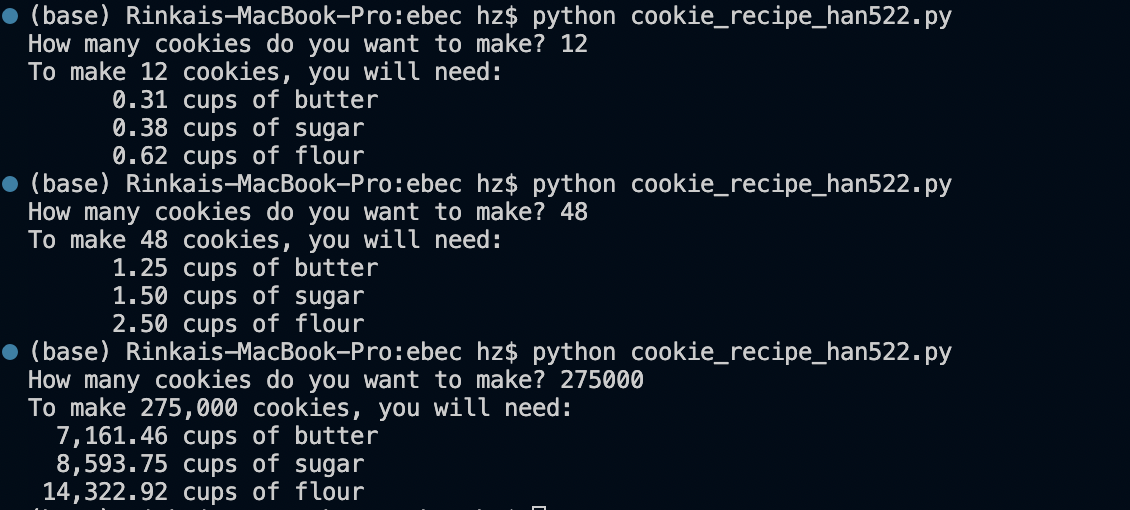 (base) Rinkais-MacBook-Pro:ebec hz$ python cookie_recipe_han522.py
How many cookies do you want to make? 12
To make 12 cookies, you will need:
      0.31 cups of butter
      0.38 cups of sugar
      0.62 cups of flour
(base) Rinkais-MacBook-Pro:ebec hz$ python cookie_recipe_han522.py
How many cookies do you want to make? 48
To make 48 cookies, you will need:
      1.25 cups of butter
      1.50 cups of sugar
      2.50 cups of flour
(base) Rinkais-MacBook-Pro:ebec hz$ python cookie_recipe_han522.py
How many cookies do you want to make? 275000
To make 275,000 cookies, you will need:
  7,161.46 cups of butter
  8,593.75 cups of sugar
 14,322.92 cups of flour